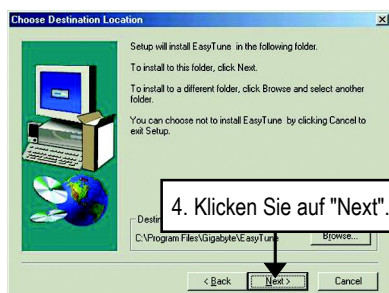 Choose Destination Location
Setup will install EasyTune in the following folder.
To install to this folder, click Next.
To install to a different folder, click Browse and select another
folder.
You can choose not to install EasyTune by clicking Cancel to
exit Setup.
4. Klicken Sie auf "Next".
C:\Program Files\Gigabyte\EasyTune
Browse...
< Back
Next >
Cancel